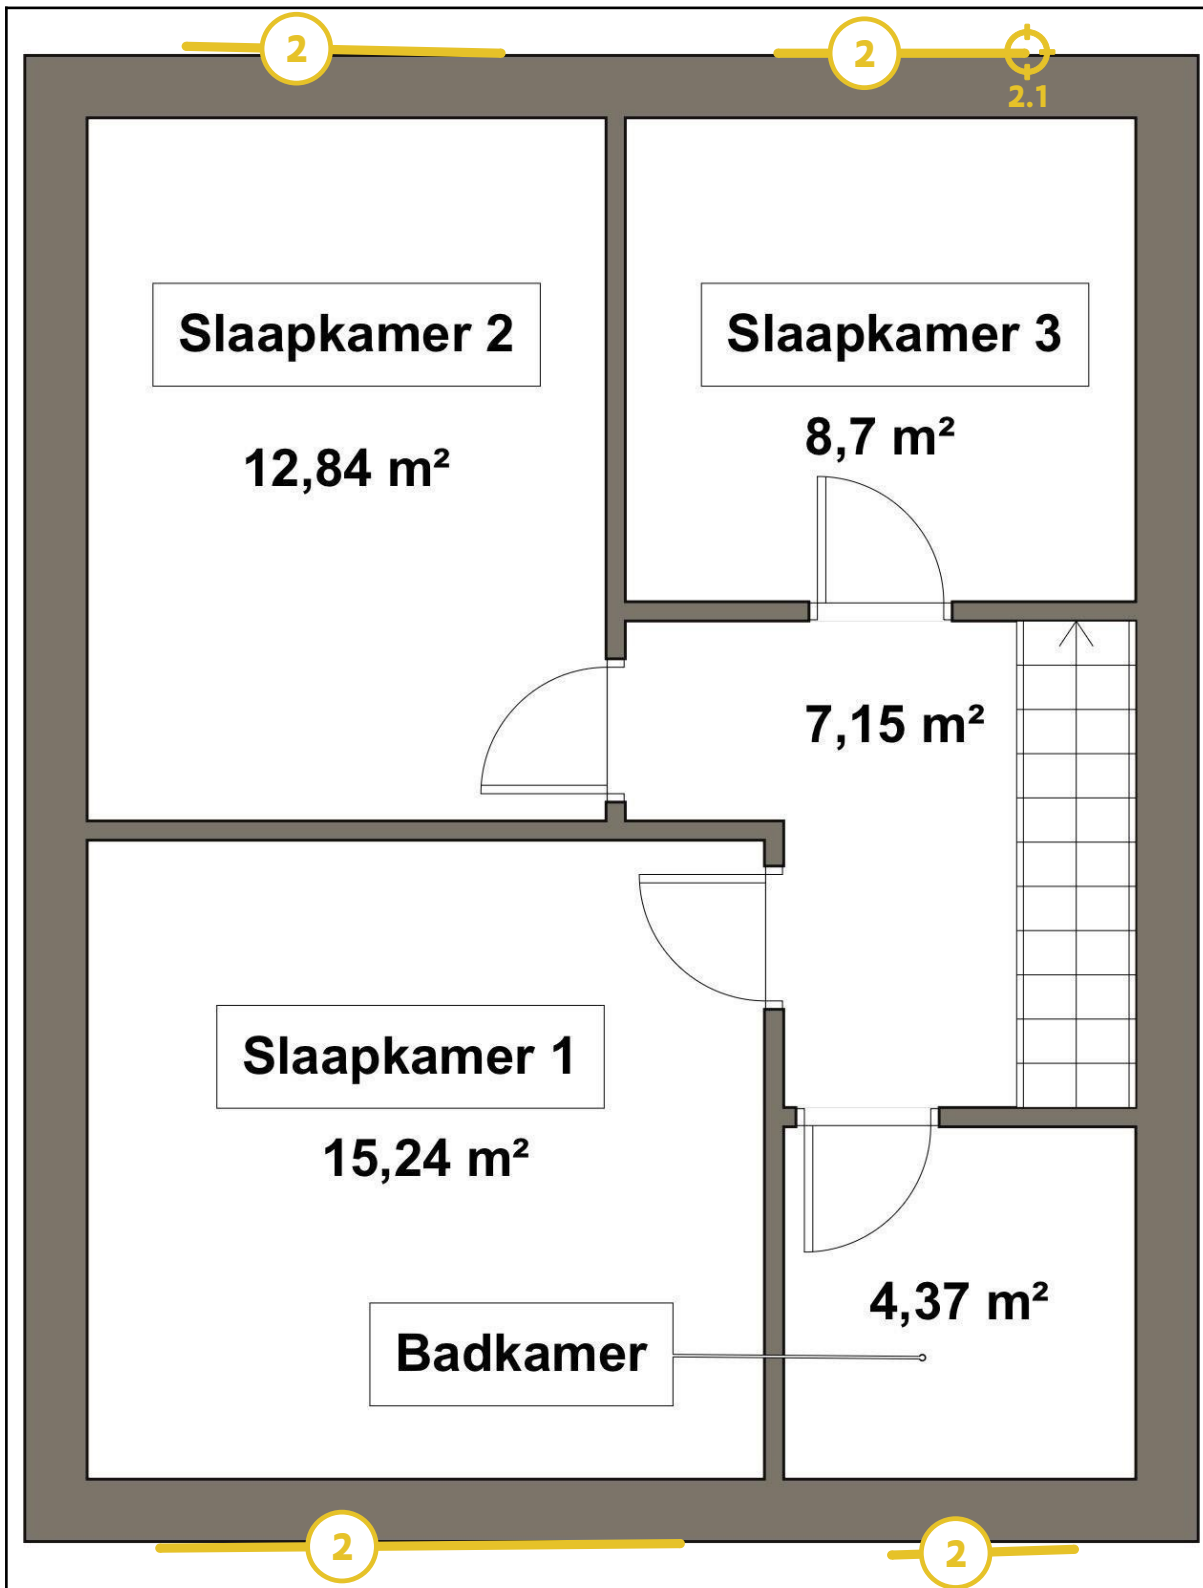 2
2
2.1
Slaapkamer 2
12,84 m²
Slaapkamer 3
8,7 m²
7,15 m²
Slaapkamer 1
15,24 m²
4,37 m²
Badkamer
2
2